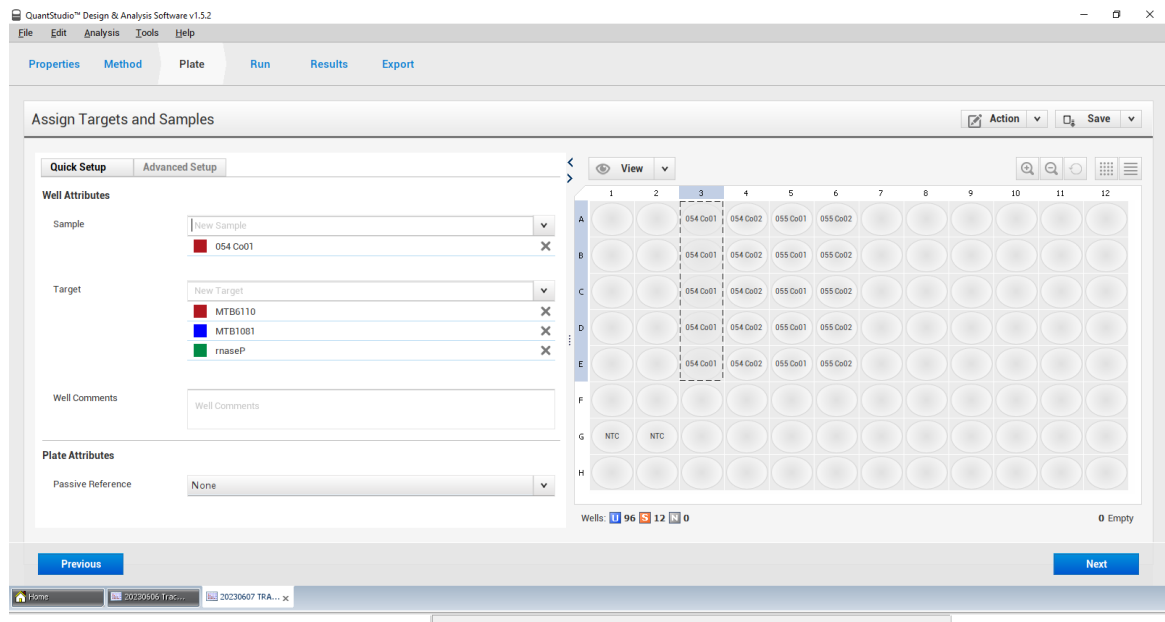 QuantStudio™ Design & Analysis Software v1.5.2
File Edit Analysis Tools Help
Properties Method Plate Run Results Export
Assign Targets and Samples
Action Save
Quick Setup Advanced Setup
View
Well Attributes
Sample
New Sample
054 Co01
Target
New Target
MTB6110
MTB1081
rnaseP
Well Comments
Well Comments
Plate Attributes
Passive Reference
None
1 2 3 4 5 6 7 8 9 10 11 12
A 054 Co01 054 Co02 055 Co01 055 Co02
B 054 Co01 054 Co02 055 Co01 055 Co02
C 054 Co01 054 Co02 055 Co01 055 Co02
D 054 Co01 054 Co02 055 Co01 055 Co02
E 054 Co01 054 Co02 055 Co01 055 Co02
F
G NTC NTC
H
Wells: U 96 S 12 N 0
0 Empty
Previous
Next
Home 20230606 Trac... 20230607 TRA...